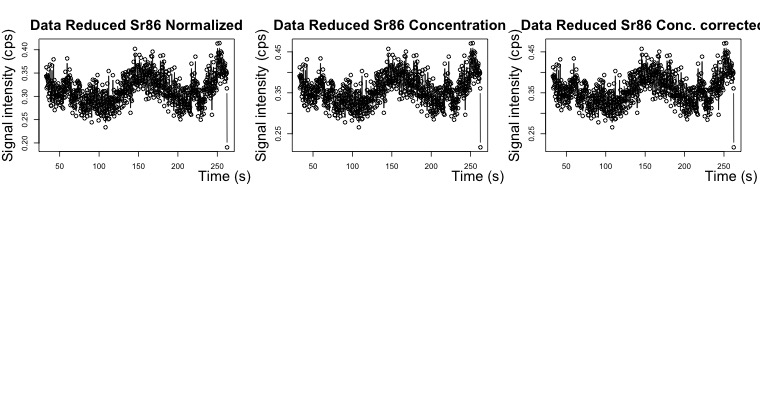 Data Reduced Sr86 Normalized
Signal intensity (cps)
0.20 0.25 0.30 0.35 0.40
50 100 150 200 250
Time (s)
Data Reduced Sr86 Concentration
Signal intensity (cps)
0.25 0.35 0.45
50 100 150 200 250
Time (s)
Data Reduced Sr86 Conc. corrected
Signal intensity (cps)
0.25 0.35 0.45
50 100 150 200 250
Time (s)